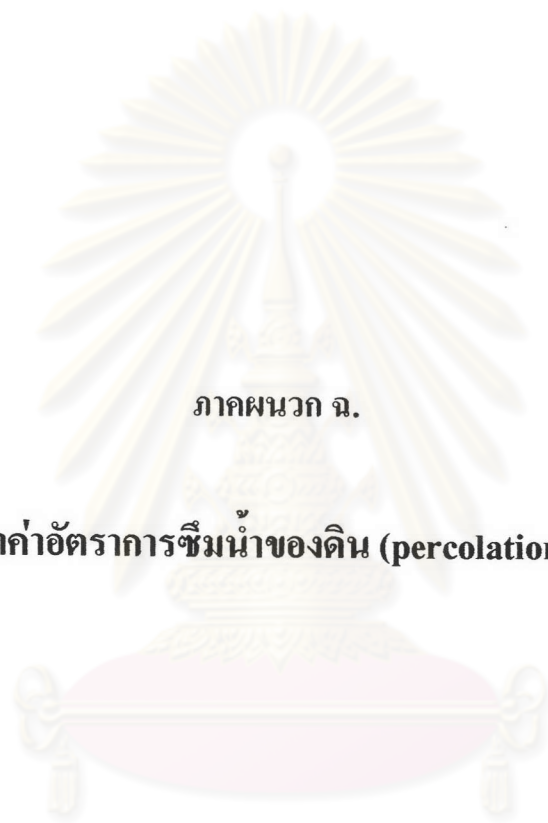 ภาคผนวก ฉ.
ค่าอัตราการซึมน้ำของดิน (percolation